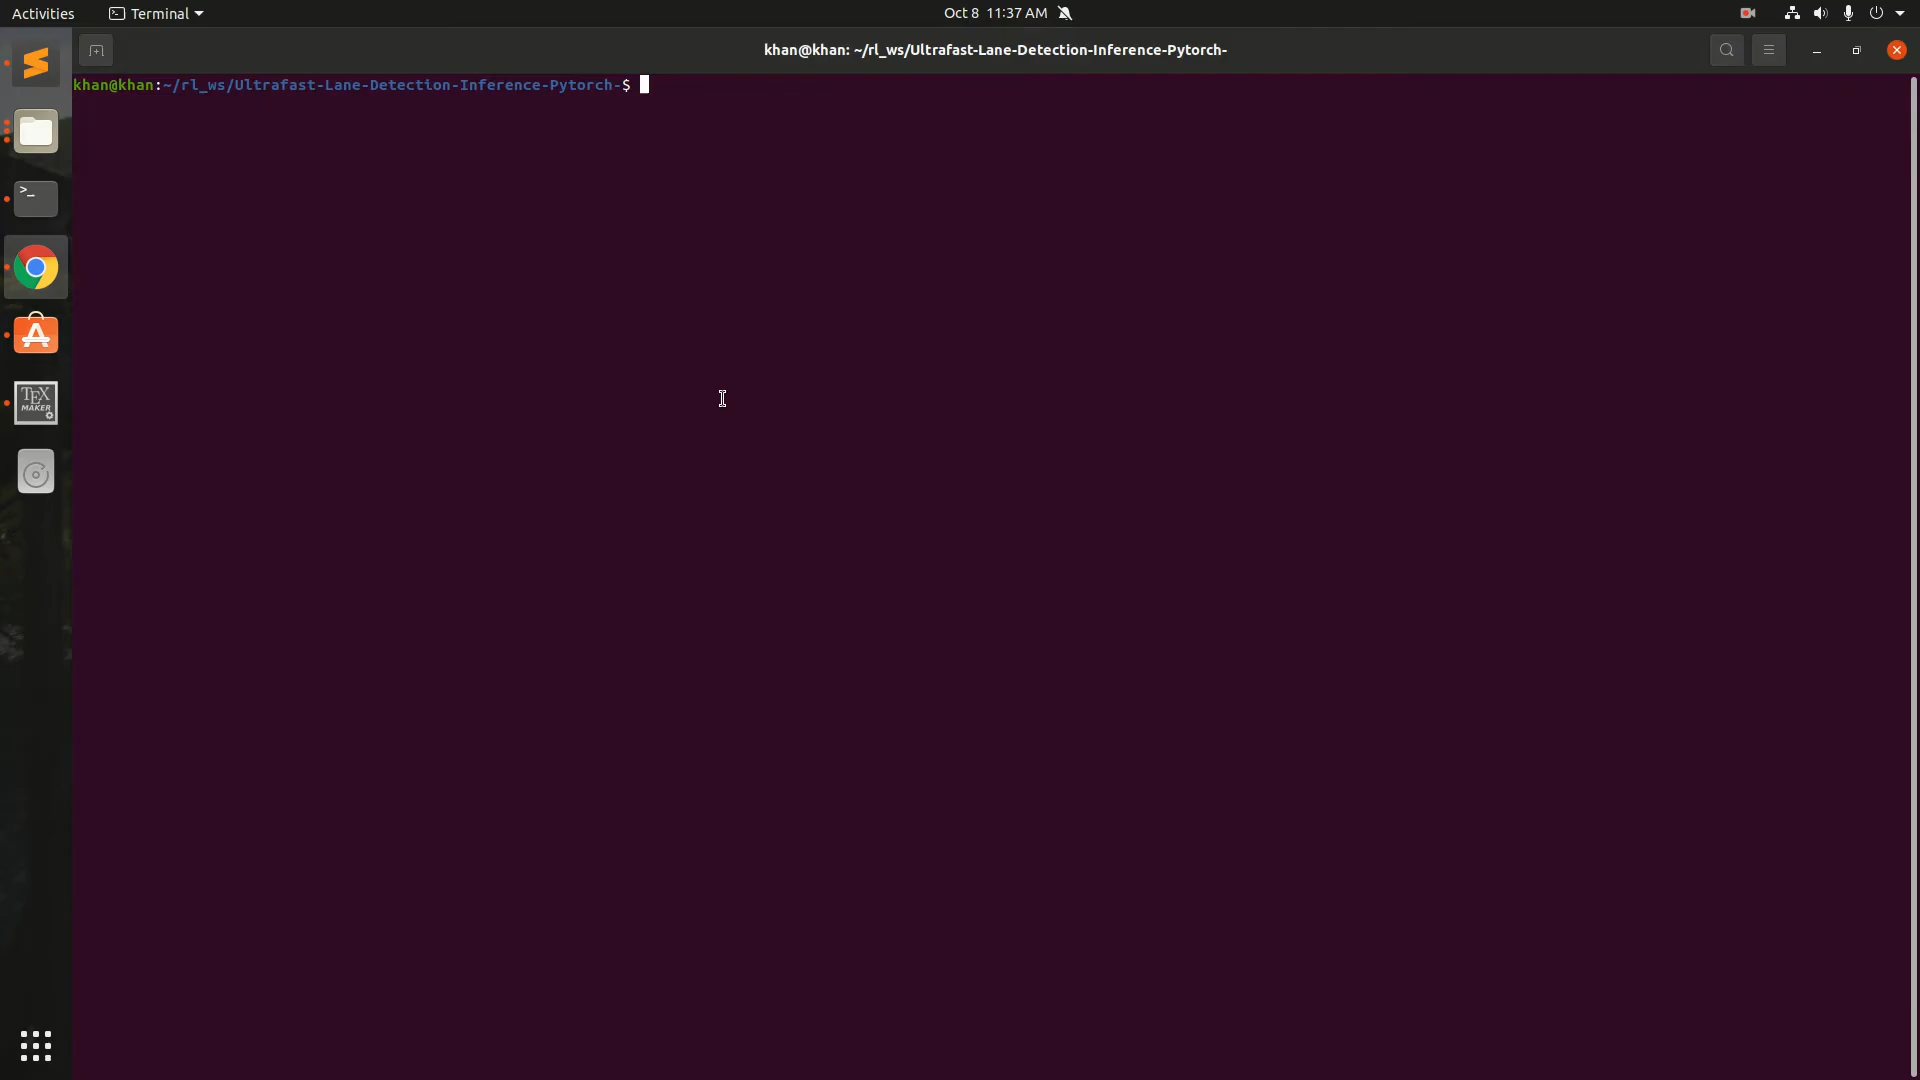 Activities
Terminal
Oct 8 11:37 AM
khan@khan: ~/rl_ws/Ultrafast-Lane-Detection-Inference-Pytorch-
khan@khan:~/rl_ws/Ultrafast-Lane-Detection-Inference-Pytorch-$
>_
TEX
MAKER